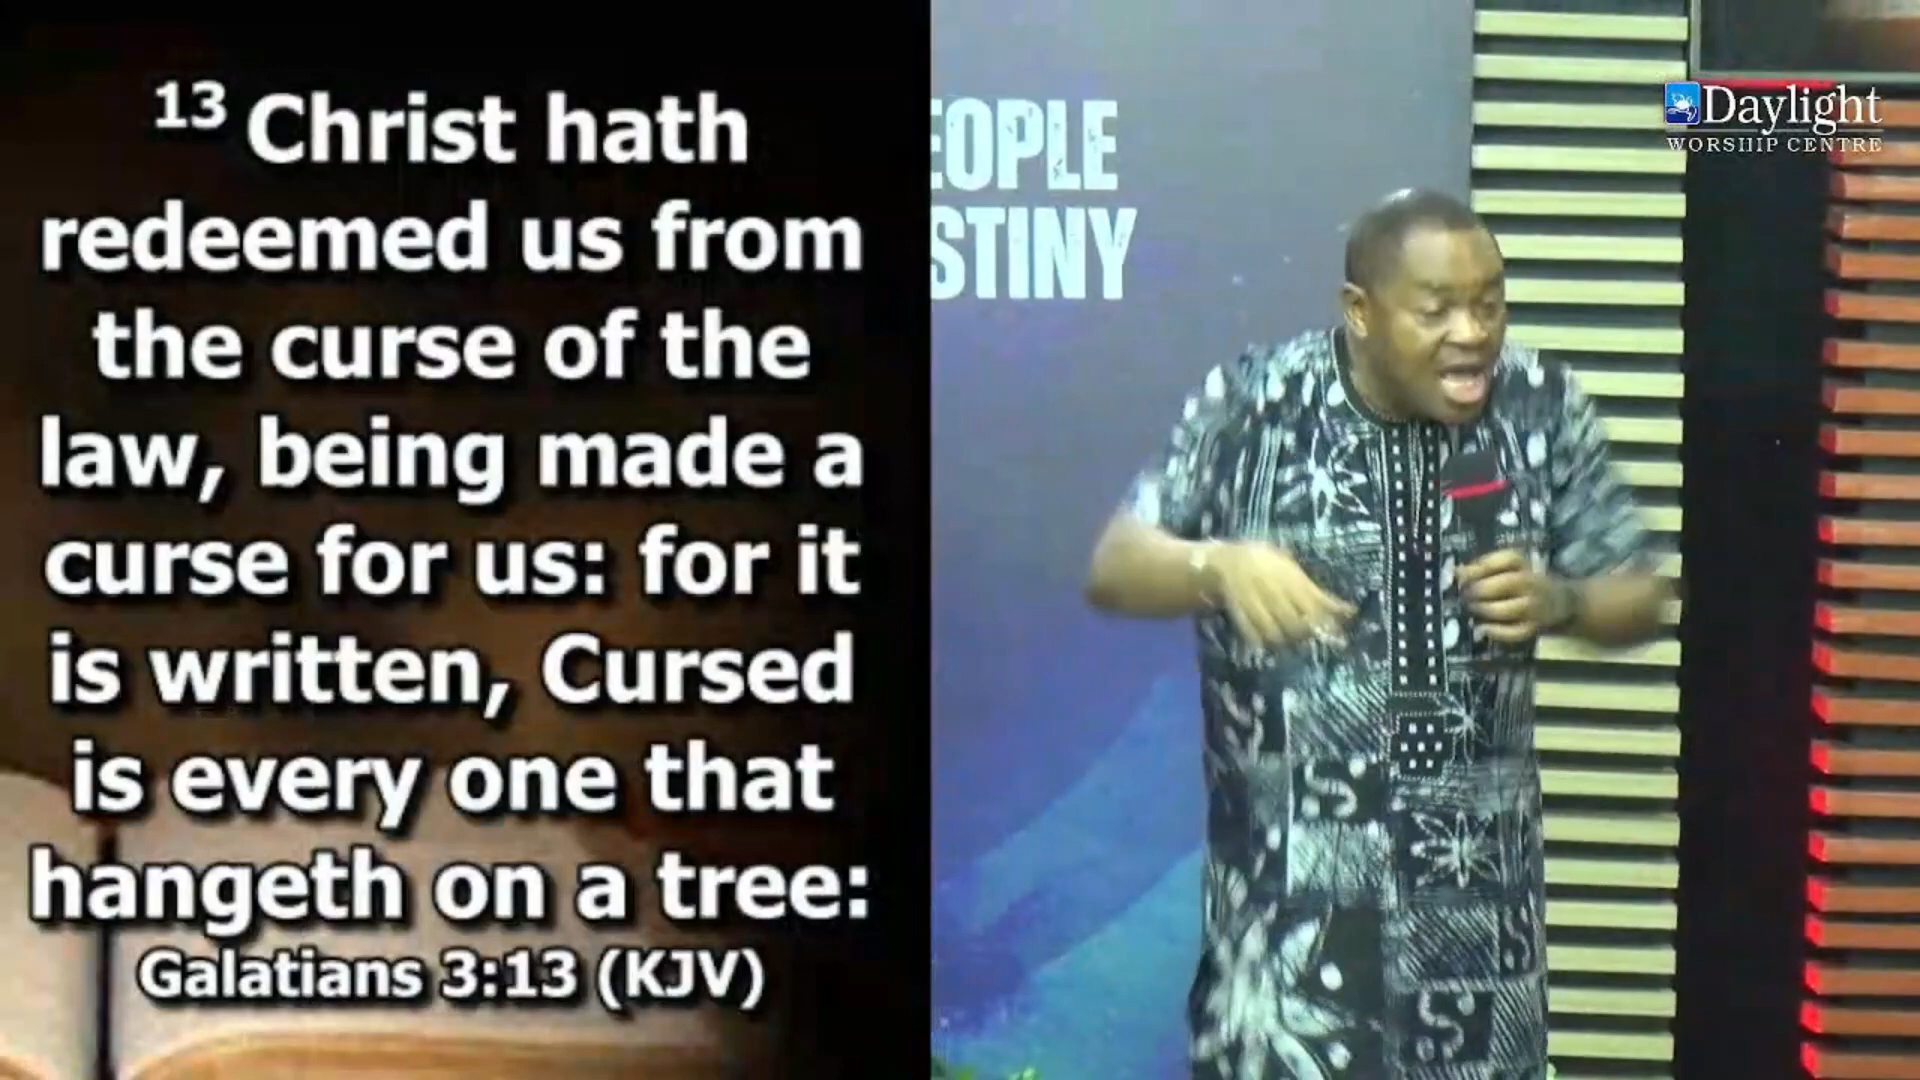 13 Christ hath
redeemed us from
the curse of the
law, being made a
curse for us: for it
is written, Cursed
is every one that
hangeth on a tree:
Galatians 3:13 (KJV)
EOPLE
STINY
Daylight
WORSHIP CENTRE